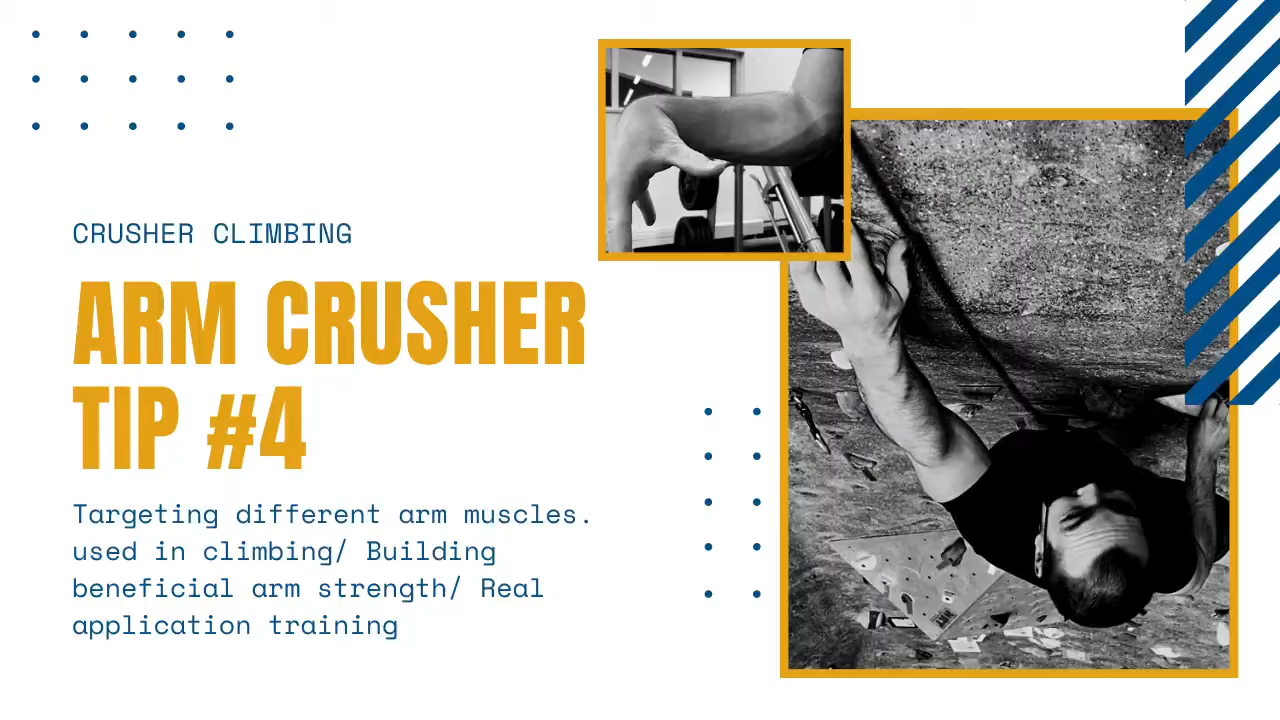 CRUSHER CLIMBING
ARM CRUSHER
TIP #4
Targeting different arm muscles.
used in climbing/ Building
beneficial arm strength/ Real
application training